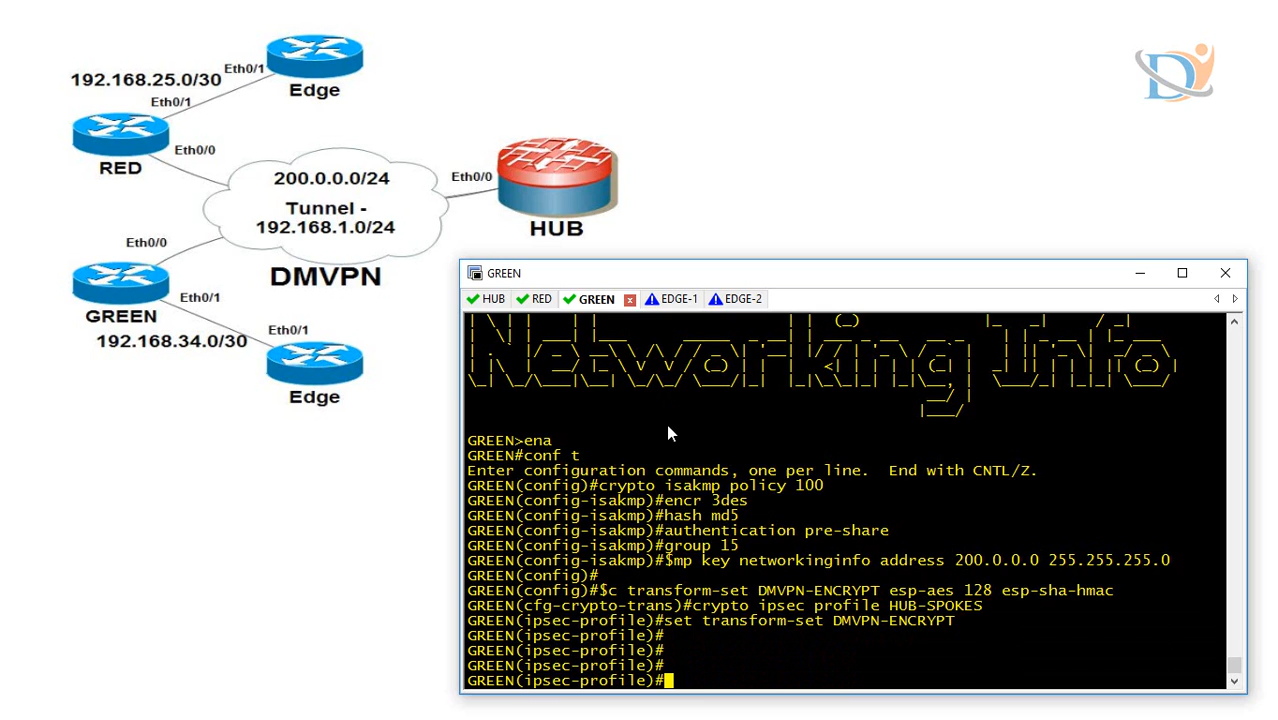 Eth0/1
Edge
192.168.25.0/30
Eth0/1
RED
Eth0/0
200.0.0.0/24
Tunnel -
192.168.1.0/24
Eth0/0
HUB
Eth0/0
DMVPN
GREEN
Eth0/1
192.168.34.0/30
Eth0/1
Edge
D
GREEN
HUB RED GREEN x EDGE-1 EDGE-2
Networking Info
GREEN>ena
GREEN#conf t
Enter configuration commands, one per line.  End with CNTL/Z.
GREEN(config)#crypto isakmp policy 100
GREEN(config-isakmp)#encr 3des
GREEN(config-isakmp)#hash md5
GREEN(config-isakmp)#authentication pre-share
GREEN(config-isakmp)#group 15
GREEN(config-isakmp)#$mp key networkinginfo address 200.0.0.0 255.255.255.0
GREEN(config)#
GREEN(config)#$c transform-set DMVPN-ENCRYPT esp-aes 128 esp-sha-hmac
GREEN(cfg-crypto-trans)#crypto ipsec profile HUB-SPOKES
GREEN(ipsec-profile)#set transform-set DMVPN-ENCRYPT
GREEN(ipsec-profile)#
GREEN(ipsec-profile)#
GREEN(ipsec-profile)#
GREEN(ipsec-profile)#